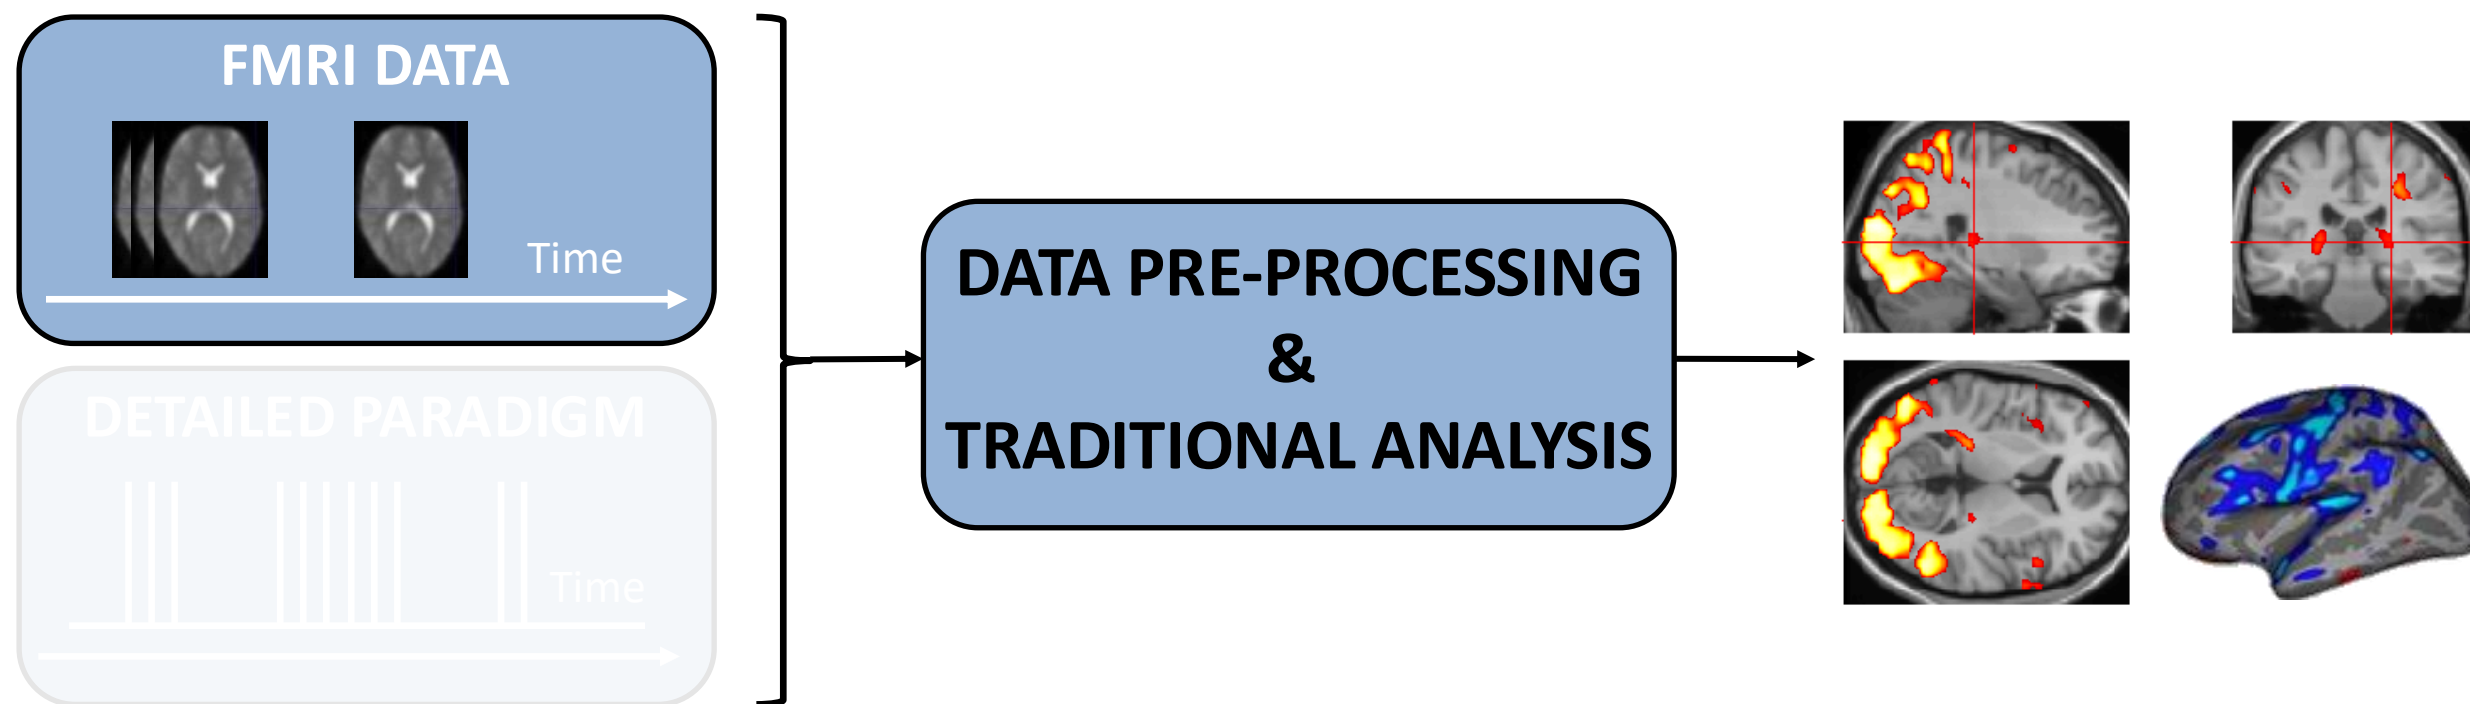 FMRI DATA
Time
DETAILED PARADIGM
Time
DATA PRE-PROCESSING
&
TRADITIONAL ANALYSIS